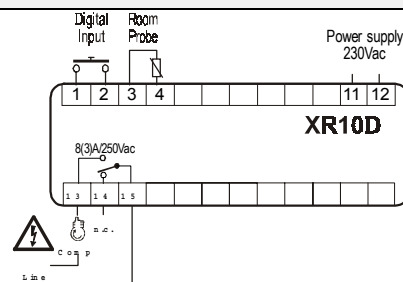 Digital Input
Room Probe
Power supply 230Vac
1 2 3 4 11 12
XR10D
8(3)A/250Vac
13 14 15
n.c.
Comp
Line